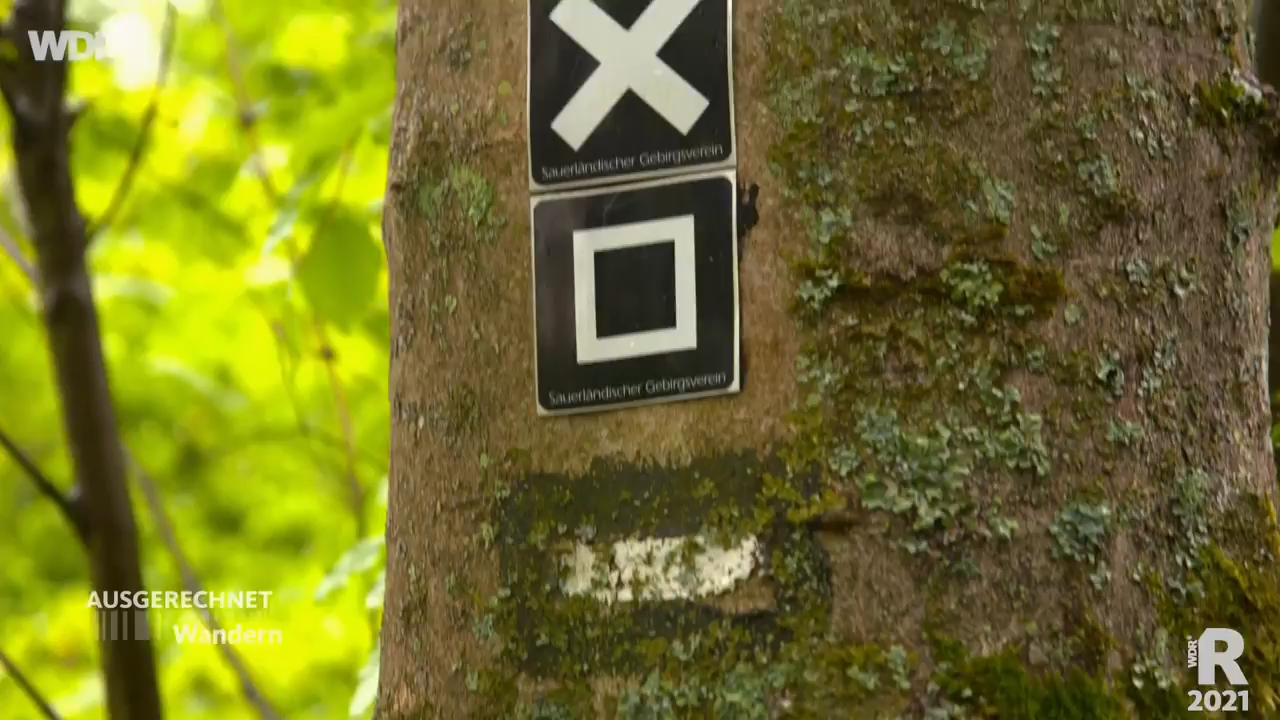 WDR
Sauerländischer Gebirgsverein
Sauerländischer Gebirgsverein
AUSGERECHNET
Wandern
WDR®
R
2021